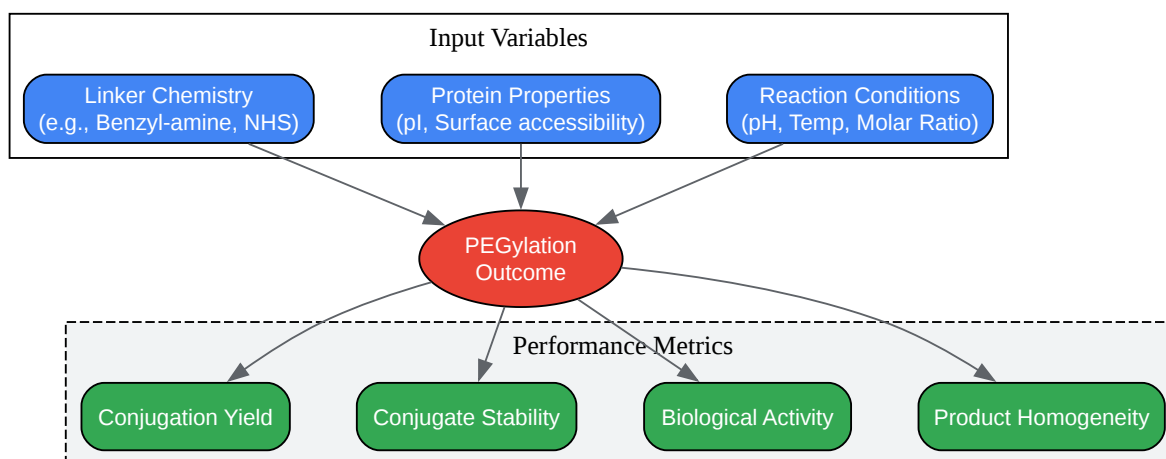 Input Variables
Linker Chemistry
(e.g., Benzyl-amine, NHS)
Protein Properties
(pI, Surface accessibility)
Reaction Conditions
(pH, Temp, Molar Ratio)
PEGylation
Outcome
Performance Metrics
Conjugation Yield
Conjugate Stability
Biological Activity
Product Homogeneity